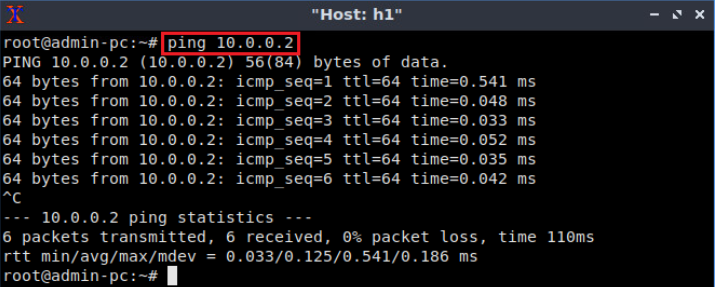 "Host: h1"
root@admin-pc:~# ping 10.0.0.2
PING 10.0.0.2 (10.0.0.2) 56(84) bytes of data.
64 bytes from 10.0.0.2: icmp_seq=1 ttl=64 time=0.541 ms
64 bytes from 10.0.0.2: icmp_seq=2 ttl=64 time=0.048 ms
64 bytes from 10.0.0.2: icmp_seq=3 ttl=64 time=0.033 ms
64 bytes from 10.0.0.2: icmp_seq=4 ttl=64 time=0.052 ms
64 bytes from 10.0.0.2: icmp_seq=5 ttl=64 time=0.035 ms
64 bytes from 10.0.0.2: icmp_seq=6 ttl=64 time=0.042 ms
^C
--- 10.0.0.2 ping statistics ---
6 packets transmitted, 6 received, 0% packet loss, time 110ms
rtt min/avg/max/mdev = 0.033/0.125/0.541/0.186 ms
root@admin-pc:~#